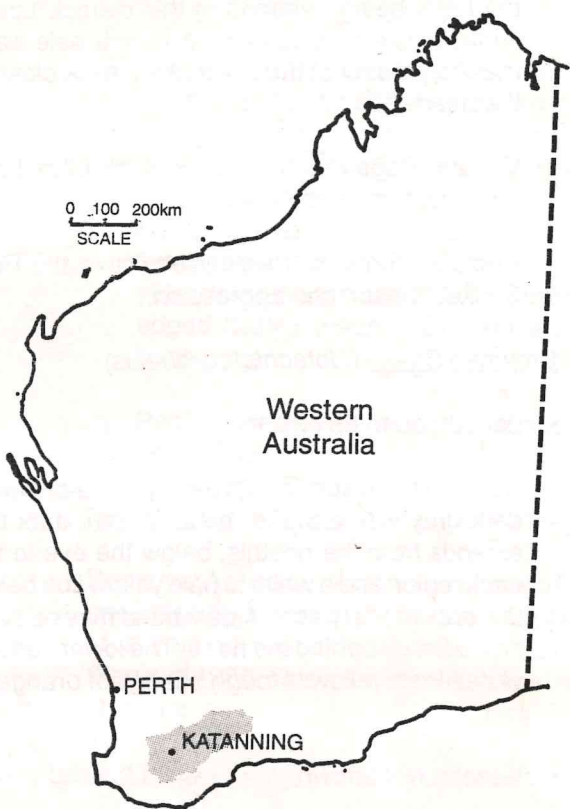 0 100 200km
SCALE
Western
Australia
PERTH
KATANNING